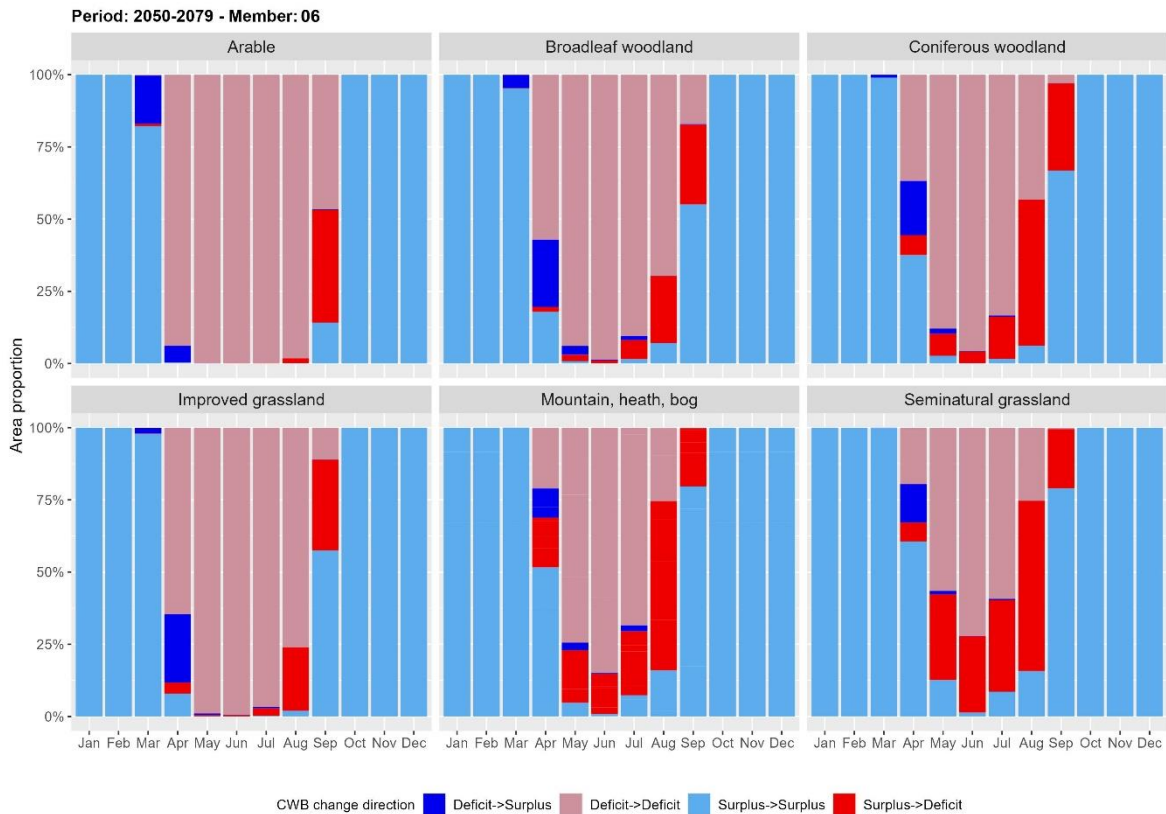 Period: 2050-2079 - Member: 06
Arable
Broadleaf woodland
Coniferous woodland
100%
75%
50%
25%
0%
Improved grassland
Mountain, heath, bog
Seminatural grassland
100%
75%
50%
25%
0%
Area proportion
Jan Feb Mar Apr May Jun Jul Aug Sep Oct Nov Dec
Jan Feb Mar Apr May Jun Jul Aug Sep Oct Nov Dec
Jan Feb Mar Apr May Jun Jul Aug Sep Oct Nov Dec
CWB change direction Deficit->Surplus Deficit->Deficit Surplus->Surplus Surplus->Deficit